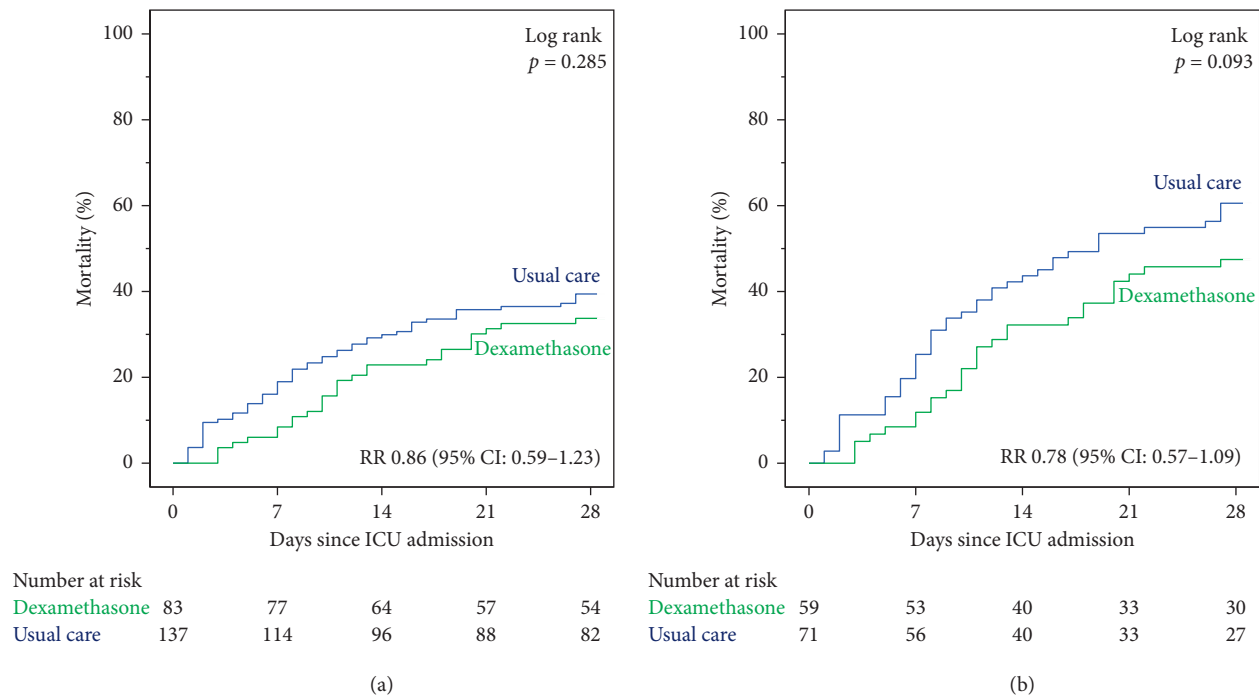 100
80
60
40
20
0
Mortality (%)
Log rank
p = 0.285
Usual care
Dexamethasone
RR 0.86 (95% CI: 0.59–1.23)
0 7 14 21 28
Days since ICU admission
Number at risk
Dexamethasone 83 77 64 57 54
Usual care 137 114 96 88 82
(a)
100
80
60
40
20
0
Mortality (%)
Log rank
p = 0.093
Usual care
Dexamethasone
RR 0.78 (95% CI: 0.57–1.09)
0 7 14 21 28
Days since ICU admission
Number at risk
Dexamethasone 59 53 40 33 30
Usual care 71 56 40 33 27
(b)